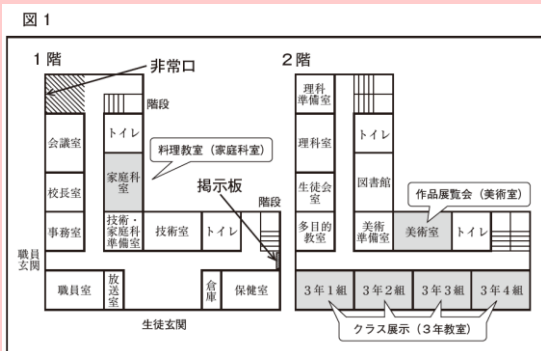 図1
1階
非常口
階段
会議室
トイレ
料理教室（家庭科室）
家庭科
室
校長室
掲示板
階段
事務室
技術・
家庭科
準備室
技術室
トイレ
職員
玄関
職員室
放
送
室
倉
庫
保健室
生徒玄関
2階
理科
準備室
トイレ
理科室
生徒会
室
図書館
作品展覧会（美術室）
多目的
教室
美術
準備室
美術室
トイレ
3年1組
3年2組
3年3組
3年4組
クラス展示（3年教室）